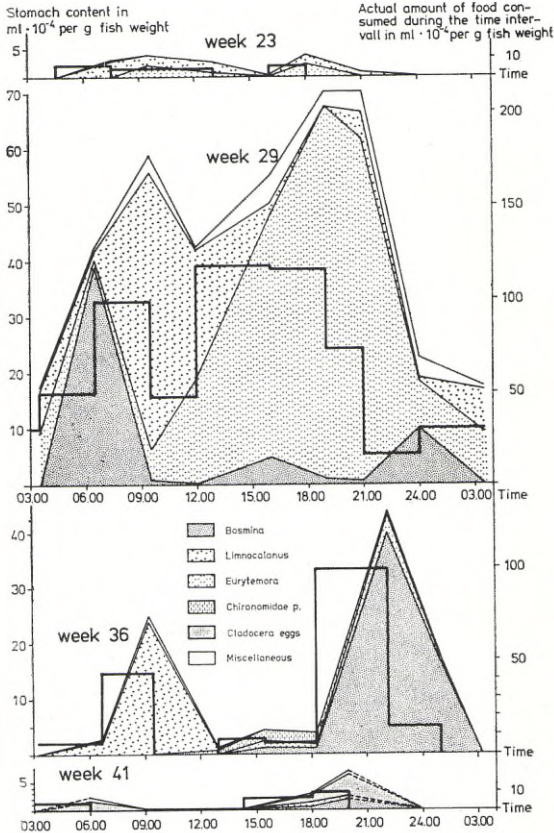 Stomach content in
ml · 10⁻⁴ per g fish weight
Actual amount of food con-
sumed during the time inter-
vall in ml · 10⁻⁴ per g fish weight
week 23
5
10
Time
70
60
50
40
30
20
10
week 29
200
150
100
50
03.00 06.00 09.00 12.00 15.00 18.00 21.00 24.00 03.00 Time
40
30
20
10
week 36
Bosmina
Limnocalanus
Eurytemora
Chironomidae p.
Cladocera eggs
Miscellaneous
100
50
Time
week 41
5
10
Time
03.00 06.00 09.00 12.00 15.00 18.00 21.00 24.00 03.00